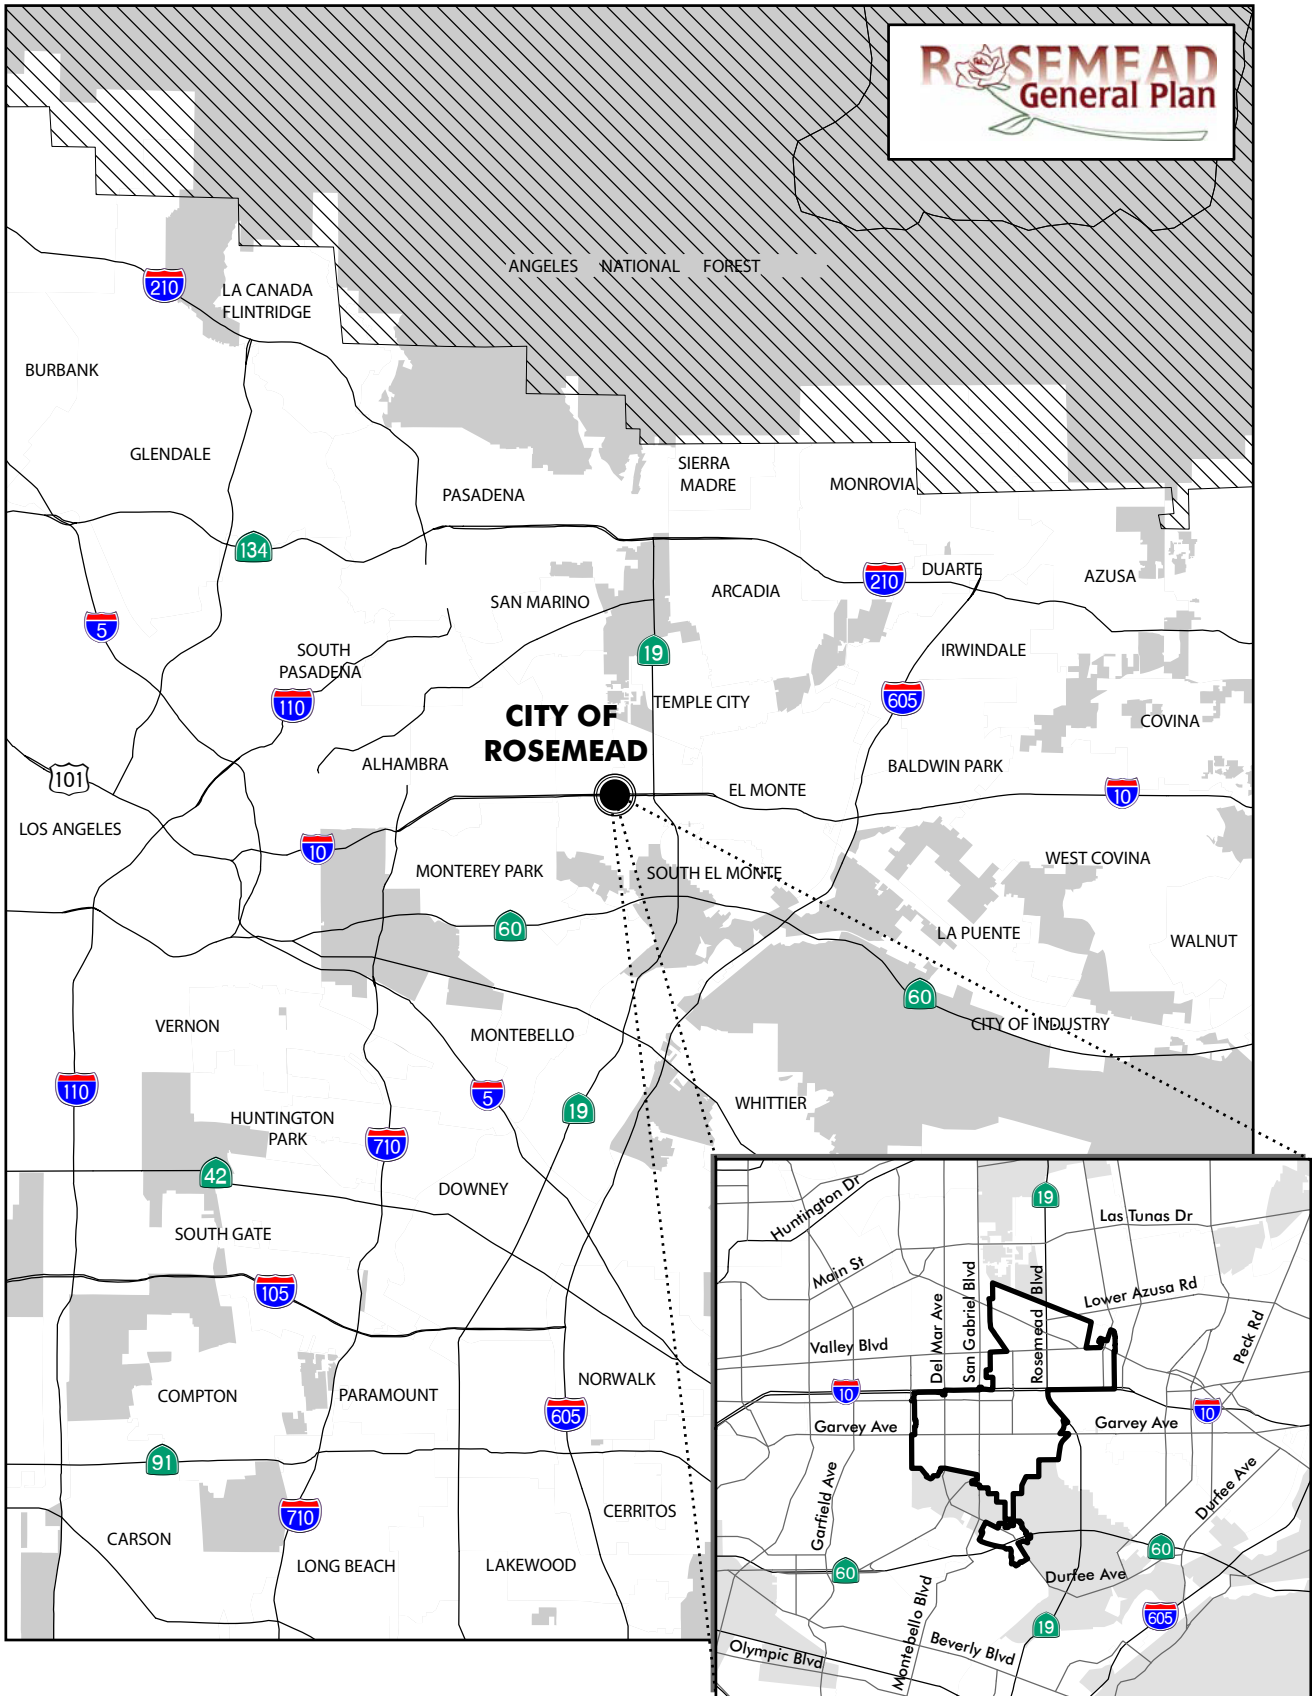 ROSEMEAD
General Plan
ANGELES NATIONAL FOREST
210
LA CANADA
FLINTRIDGE
BURBANK
GLENDALE
PASADENA
SIERRA
MADRE
MONROVIA
134
210
DUARTE
AZUSA
ARCADIA
SAN MARINO
5
19
SOUTH
PASADENA
IRWINDALE
110
605
TEMPLE CITY
COVINA
CITY OF
ROSEMEAD
ALHAMBRA
BALDWIN PARK
101
EL MONTE
10
LOS ANGELES
10
MONTEREY PARK
SOUTH EL MONTE
WEST COVINA
60
LA PUENTE
WALNUT
60
VERNON
MONTEBELLO
CITY OF INDUSTRY
110
5
19
WHITTIER
HUNTINGTON
PARK
710
42
DOWNEY
SOUTH GATE
105
COMPTON
PARAMOUNT
NORWALK
605
91
710
CERRITOS
CARSON
LONG BEACH
LAKEWOOD
19
Huntington Dr
Las Tunas Dr
Main St
San Gabriel Blvd
Rosemead Blvd
Lower Azusa Rd
Del Mar Ave
Peck Rd
Valley Blvd
10
10
Garvey Ave
Garvey Ave
Garfield Ave
Durfee Ave
60
60
Durfee Ave
Montebello Blvd
605
19
Beverly Blvd
Olympic Blvd